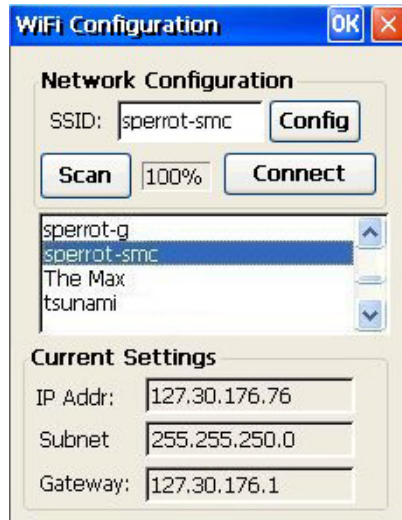 WiFi Configuration OK
Network Configuration
SSID: sperrot-smc Config
Scan 100% Connect
sperrot-g
sperrot-smc
The Max
tsunami
Current Settings
IP Addr: 127.30.176.76
Subnet 255.255.250.0
Gateway: 127.30.176.1